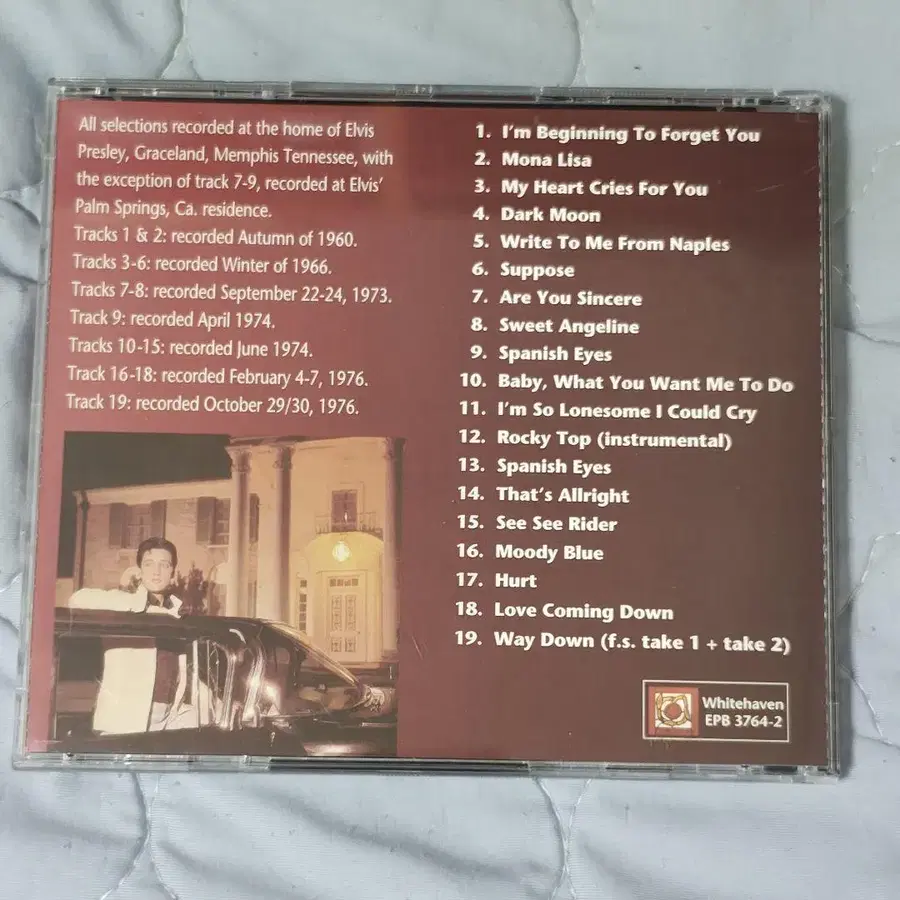 All selections recorded at the home of Elvis
Presley, Graceland, Memphis Tennessee, with
the exception of track 7-9, recorded at Elvis'
Palm Springs, Ca. residence.
Tracks 1 & 2: recorded Autumn of 1960.
Tracks 3-6: recorded Winter of 1966.
Tracks 7-8: recorded September 22-24, 1973.
Track 9: recorded April 1974.
Tracks 10-15: recorded June 1974.
Track 16-18: recorded February 4-7, 1976.
Track 19: recorded October 29/30, 1976.
1. I'm Beginning To Forget You
2. Mona Lisa
3. My Heart Cries For You
4. Dark Moon
5. Write To Me From Naples
6. Suppose
7. Are You Sincere
8. Sweet Angeline
9. Spanish Eyes
10. Baby, What You Want Me To Do
11. I'm So Lonesome I Could Cry
12. Rocky Top (instrumental)
13. Spanish Eyes
14. That's Allright
15. See See Rider
16. Moody Blue
17. Hurt
18. Love Coming Down
19. Way Down (f.s. take 1 + take 2)
Whitehaven
EPB 3764-2